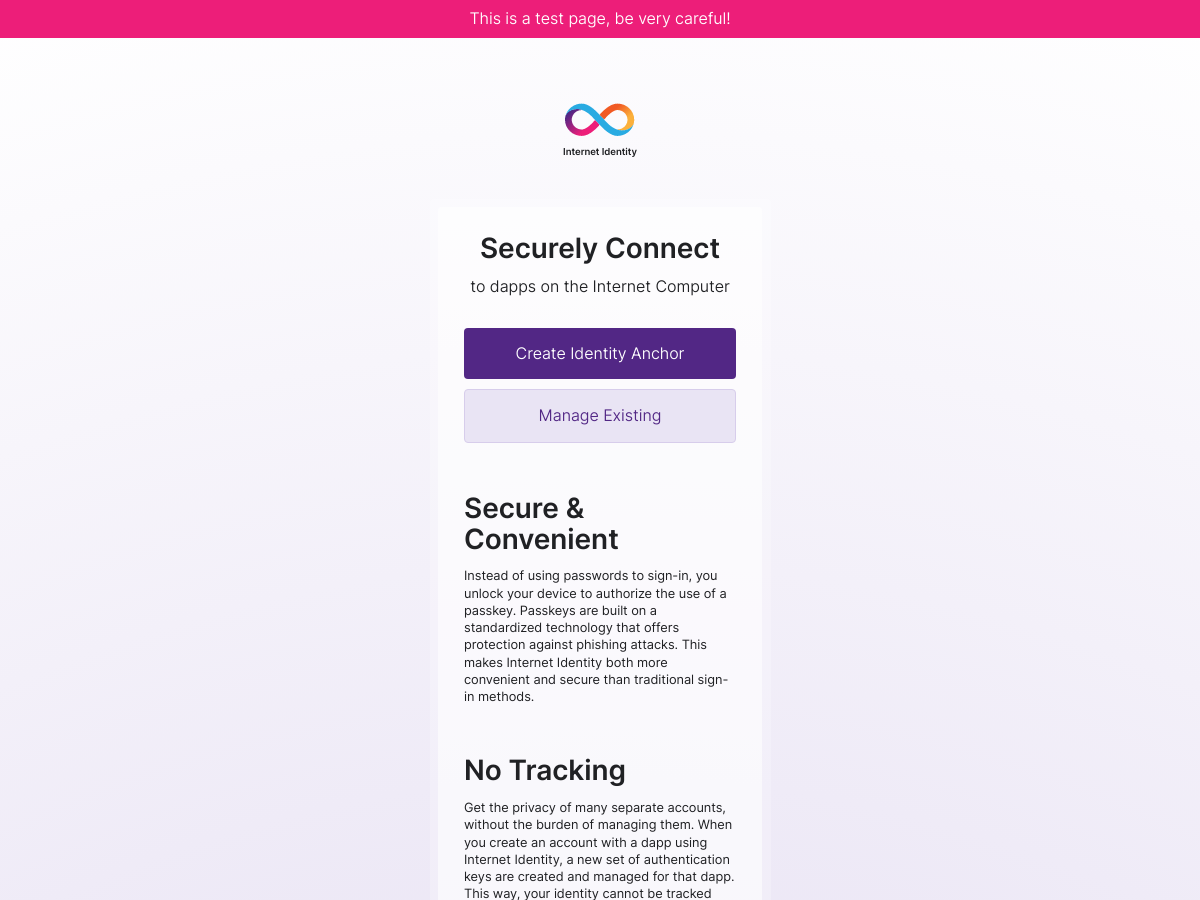 This is a test page, be very careful!
Internet Identity
Securely Connect
to dapps on the Internet Computer
Create Identity Anchor
Manage Existing
Secure &
Convenient
Instead of using passwords to sign-in, you
unlock your device to authorize the use of a
passkey. Passkeys are built on a
standardized technology that offers
protection against phishing attacks. This
makes Internet Identity both more
convenient and secure than traditional sign-
in methods.
No Tracking
Get the privacy of many separate accounts,
without the burden of managing them. When
you create an account with a dapp using
Internet Identity, a new set of authentication
keys are created and managed for that dapp.
This way, your identity cannot be tracked